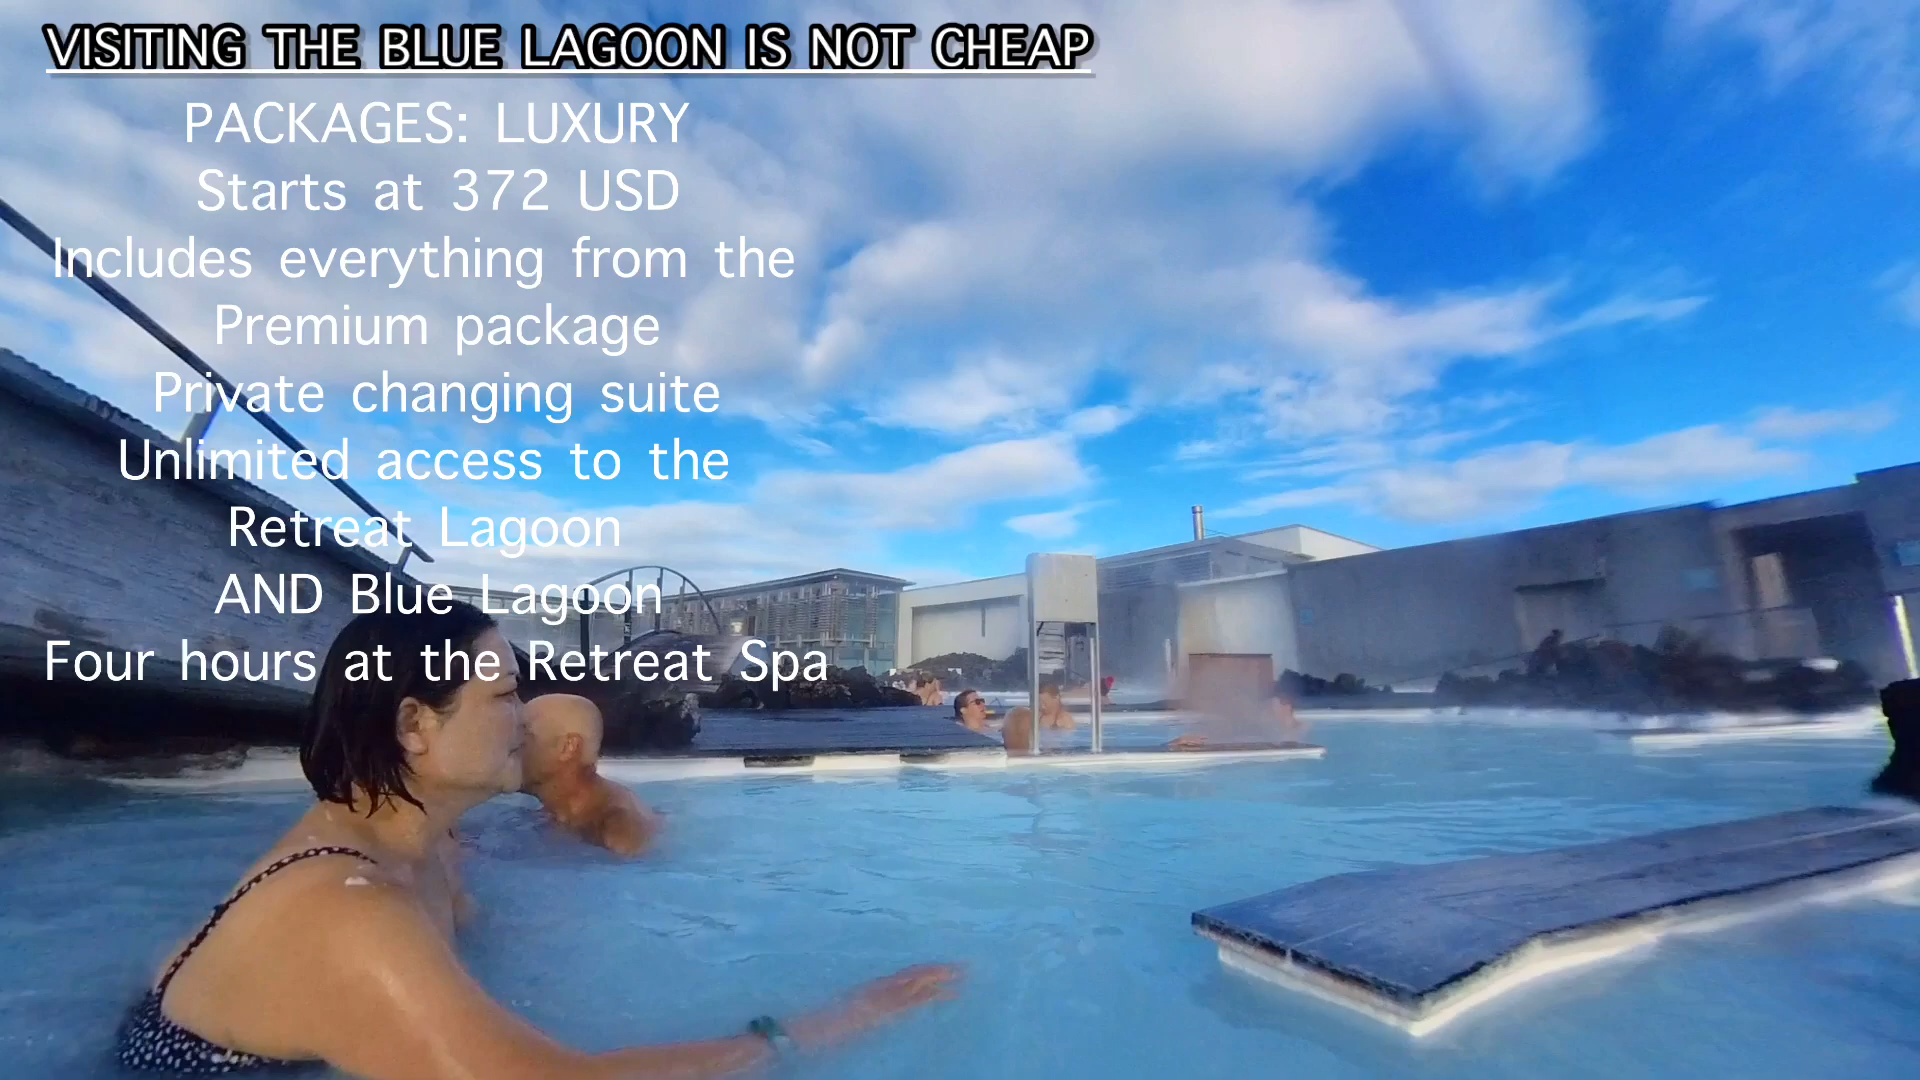 VISITING THE BLUE LAGOON IS NOT CHEAP
PACKAGES: LUXURY
Starts at 372 USD
Includes everything from the
Premium package
Private changing suite
Unlimited access to the
Retreat Lagoon
AND Blue Lagoon
Four hours at the Retreat Spa